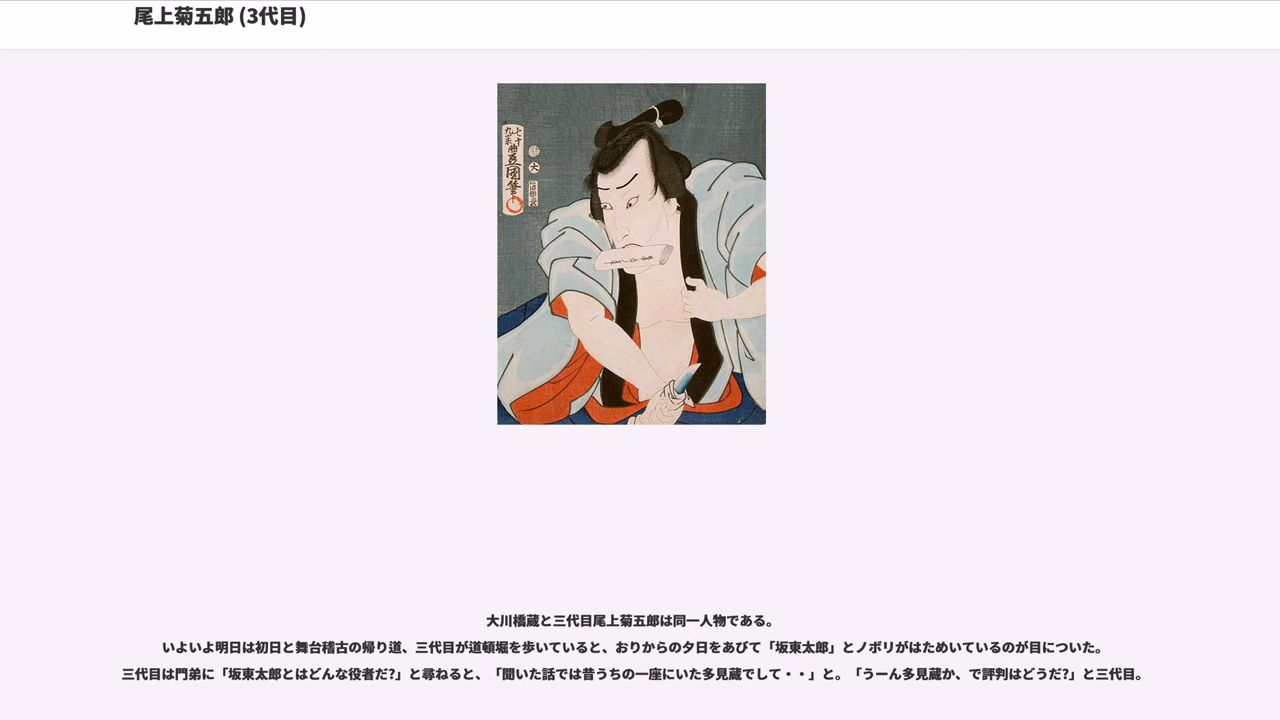 尾上菊五郎 (3代目)
七十九才
豊国筆
大川橋蔵と三代目尾上菊五郎は同一人物である。
いよいよ明日は初日と舞台稽古の帰り道、三代目が道頓堀を歩いていると、おりからの夕日をあびて「坂東太郎」とノボリがはためいているのが目についた。
三代目は門弟に「坂東太郎とはどんな役者だ?」と尋ねると、「聞いた話では昔うちの一座にいた多見蔵でして・・」と。「うーん多見蔵か、で評判はどうだ?」と三代目。